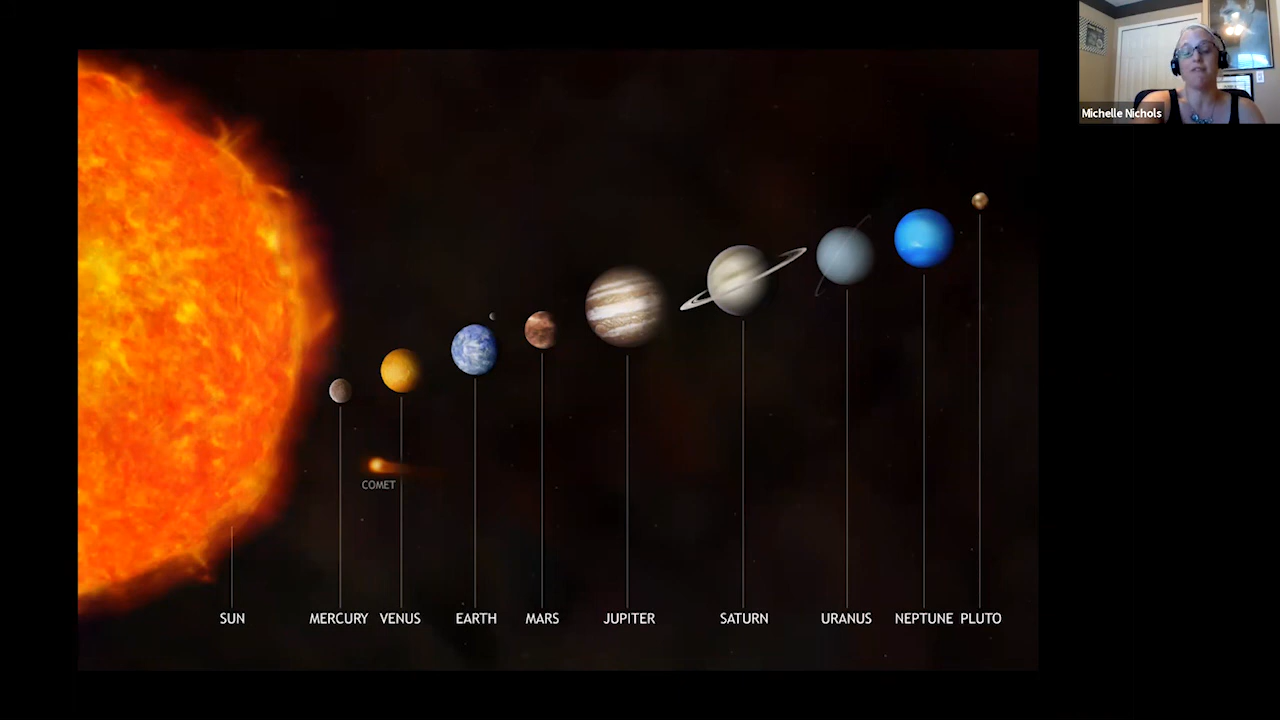 Michelle Nichols
COMET
SUN MERCURY VENUS EARTH MARS JUPITER SATURN URANUS NEPTUNE PLUTO